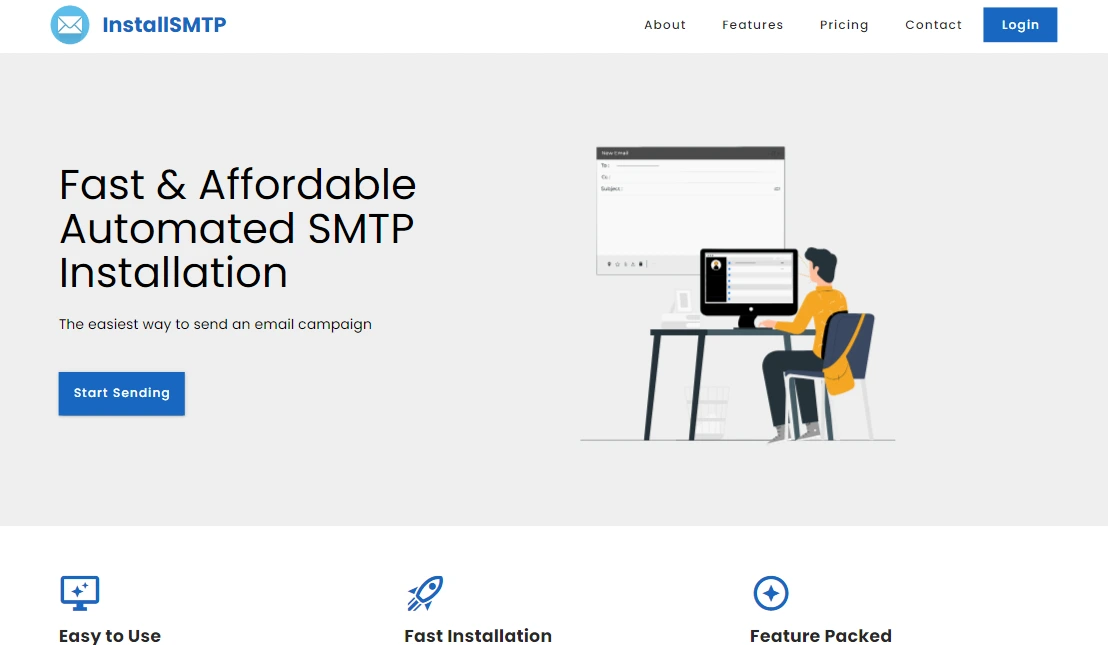 InstallSMTP
About
Features
Pricing
Contact
Login
Fast & Affordable
Automated SMTP
Installation
The easiest way to send an email campaign
Start Sending
New Email
To :
Cc :
Subject :
Easy to Use
Fast Installation
Feature Packed